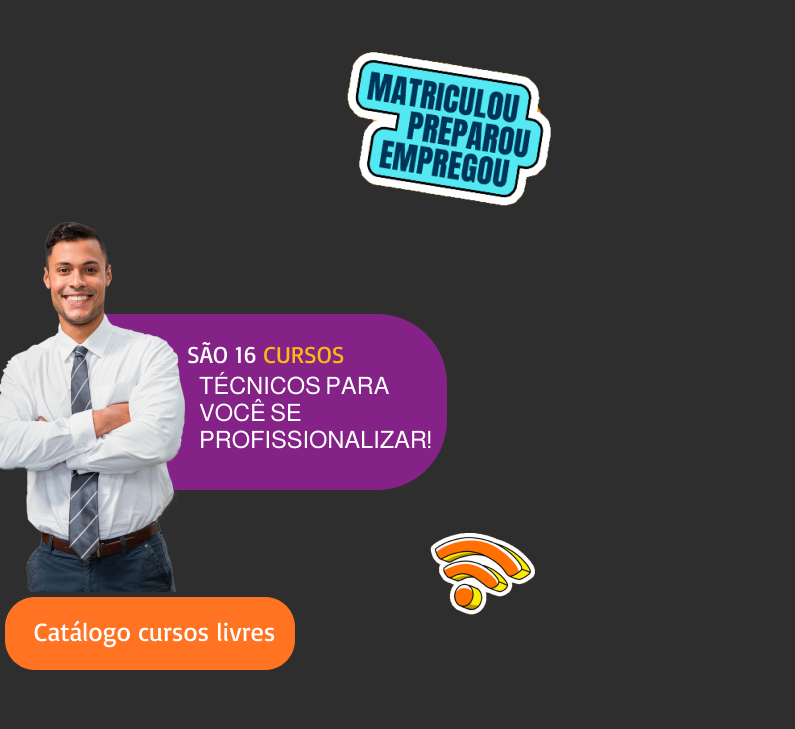 MATRICULOU
PREPAROU
EMPREGOU
SÃO 16 CURSOS
TÉCNICOS PARA
VOCÊ SE
PROFISSIONALIZAR!
Catálogo cursos livres